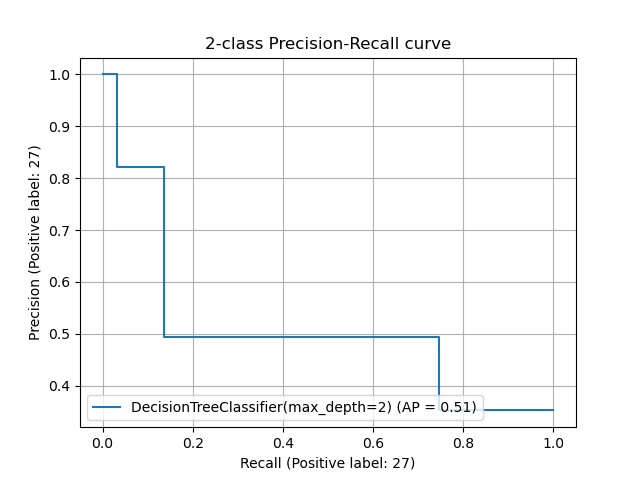 2-class Precision-Recall curve
Precision (Positive label: 27)
1.0
0.9
0.8
0.7
0.6
0.5
0.4
DecisionTreeClassifier(max_depth=2) (AP = 0.51)
0.0 0.2 0.4 0.6 0.8 1.0
Recall (Positive label: 27)